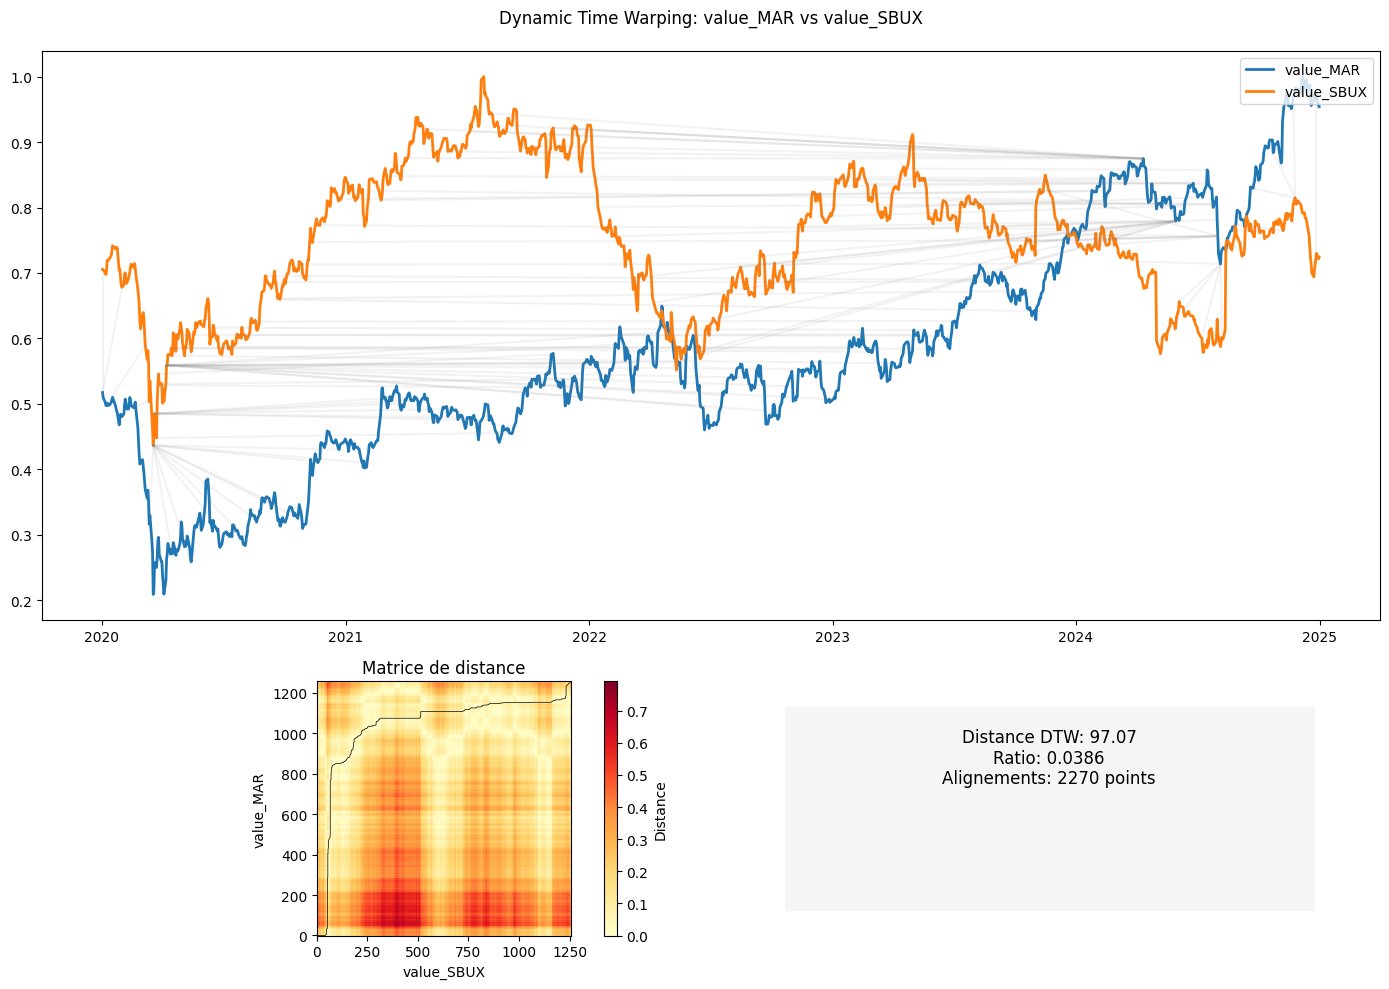 Dynamic Time Warping: value_MAR vs value_SBUX
1.0
0.9
0.8
0.7
0.6
0.5
0.4
0.3
0.2
value_MAR
value_SBUX
2020 2021 2022 2023 2024 2025
Matrice de distance
1200
1000
800
600
400
200
0
value_MAR
0 250 500 750 1000 1250
value_SBUX
0.7
0.6
0.5
0.4
0.3
0.2
0.1
0.0
Distance
Distance DTW: 97.07
Ratio: 0.0386
Alignements: 2270 points